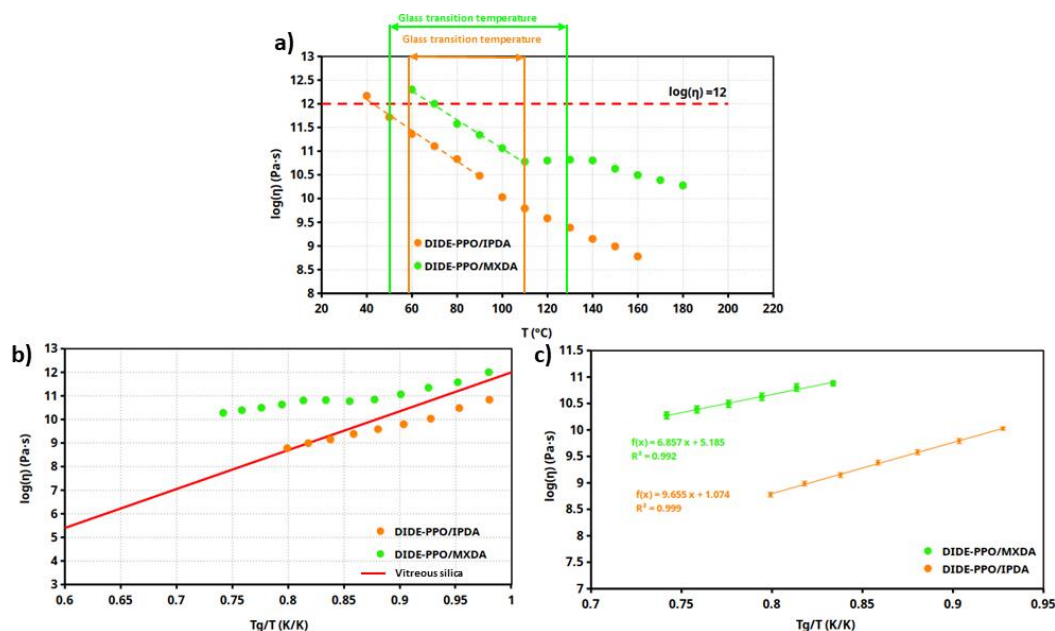 Glass transition temperature
a)
Glass transition temperature
13
12.5
12
11.5
11
10.5
10
9.5
9
8.5
8
log(η) (Pa·s)
log(η) =12
DIDE-PPO/IPDA
DIDE-PPO/MXDA
20 40 60 80 100 120 140 160 180 200 220
T (°C)
b)
13
12
11
10
9
8
7
6
5
4
3
log(η) (Pa·s)
DIDE-PPO/IPDA
DIDE-PPO/MXDA
Vitreous silica
0.6 0.65 0.7 0.75 0.8 0.85 0.9 0.95 1
Tg/T (K/K)
c)
11.5
11
10.5
10
9.5
9
8.5
8
7.5
7
log(η) (Pa·s)
f(x) = 6.857 x + 5.185
R² = 0.992
f(x) = 9.655 x + 1.074
R² = 0.999
DIDE-PPO/MXDA
DIDE-PPO/IPDA
0.7 0.75 0.8 0.85 0.9 0.95
Tg/T (K/K)